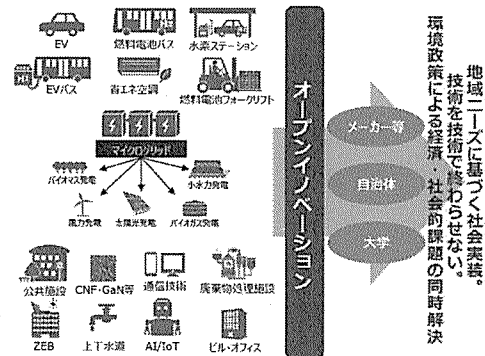 EV
燃料電池バス
水素ステーション
EVバス
省エネ空調
燃料電池フォークリフト
マイクログリッド
バイオマス発電
小水力発電
風力発電
太陽光発電
バイオガス発電
公共施設
CNF・GaN等
通信技術
廃棄物処理施設
ZEB
上下水道
AI/IoT
ビル・オフィス
オープンイノベーション
メーカー等
自治体
大学
地域ニーズに基づく社会実装。
技術を技術で終わらせない。
環境政策による経済・社会的課題の同時解決